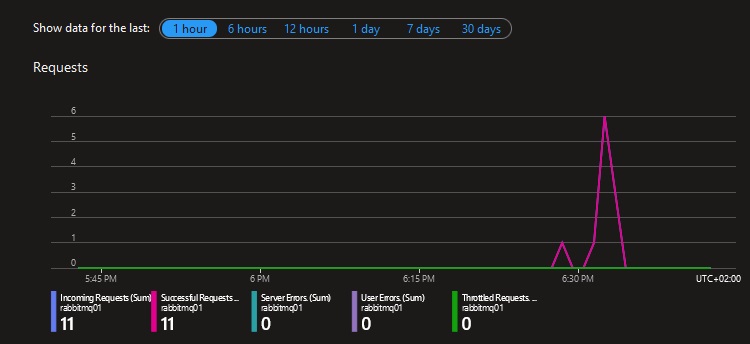 Show data for the last: 1 hour 6 hours 12 hours 1 day 7 days 30 days
Requests
6
5
4
3
2
1
0
5:45 PM 6 PM 6:15 PM 6:30 PM UTC+02:00
Incoming Requests (Sum) Successful Requests ... Server Errors. (Sum) User Errors. (Sum) Throttled Requests. ...
rabbitmq01 rabbitmq01 rabbitmq01 rabbitmq01 rabbitmq01
11 11 0 0 0